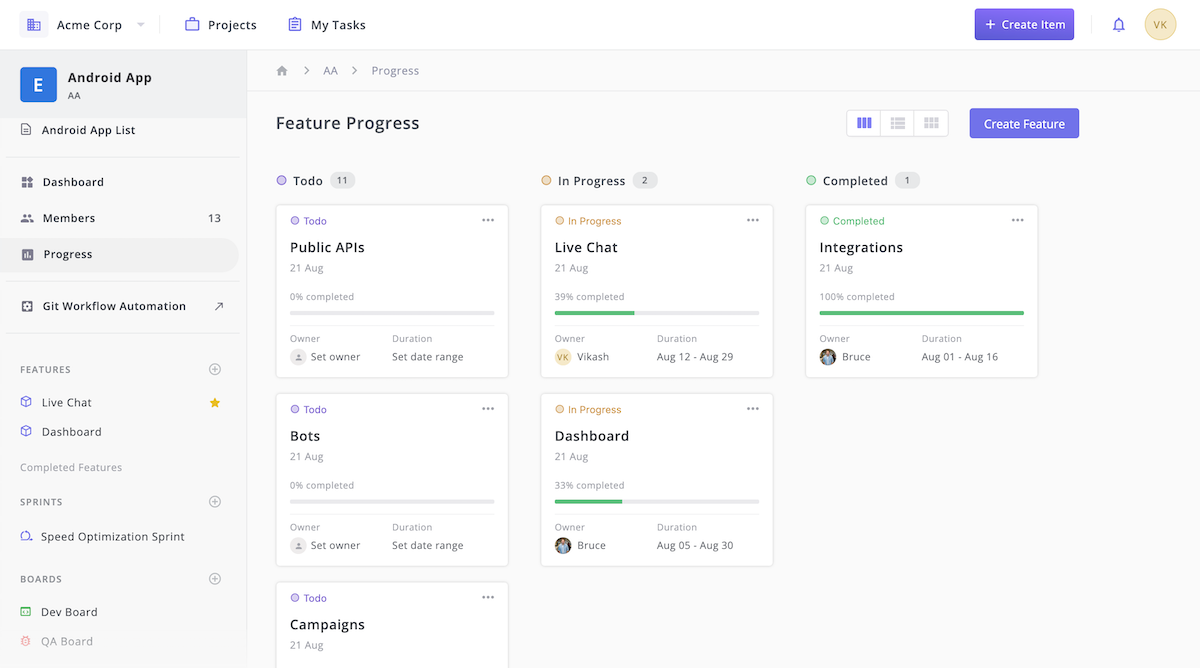 Acme Corp
Projects
My Tasks
+ Create Item
VK
E
Android App
AA
Android App List
Dashboard
Members 13
Progress
Git Workflow Automation
FEATURES
Live Chat
Dashboard
Completed Features
SPRINTS
Speed Optimization Sprint
BOARDS
Dev Board
QA Board
AA
Progress
Feature Progress
Create Feature
Todo 11
Todo
Public APIs
21 Aug
0% completed
Owner Duration
Set owner Set date range
Todo
Bots
21 Aug
0% completed
Owner Duration
Set owner Set date range
Todo
Campaigns
21 Aug
In Progress 2
In Progress
Live Chat
21 Aug
39% completed
Owner Duration
VK Vikash Aug 12 - Aug 29
In Progress
Dashboard
21 Aug
33% completed
Owner Duration
Bruce Aug 05 - Aug 30
Completed 1
Completed
Integrations
21 Aug
100% completed
Owner Duration
Bruce Aug 01 - Aug 16